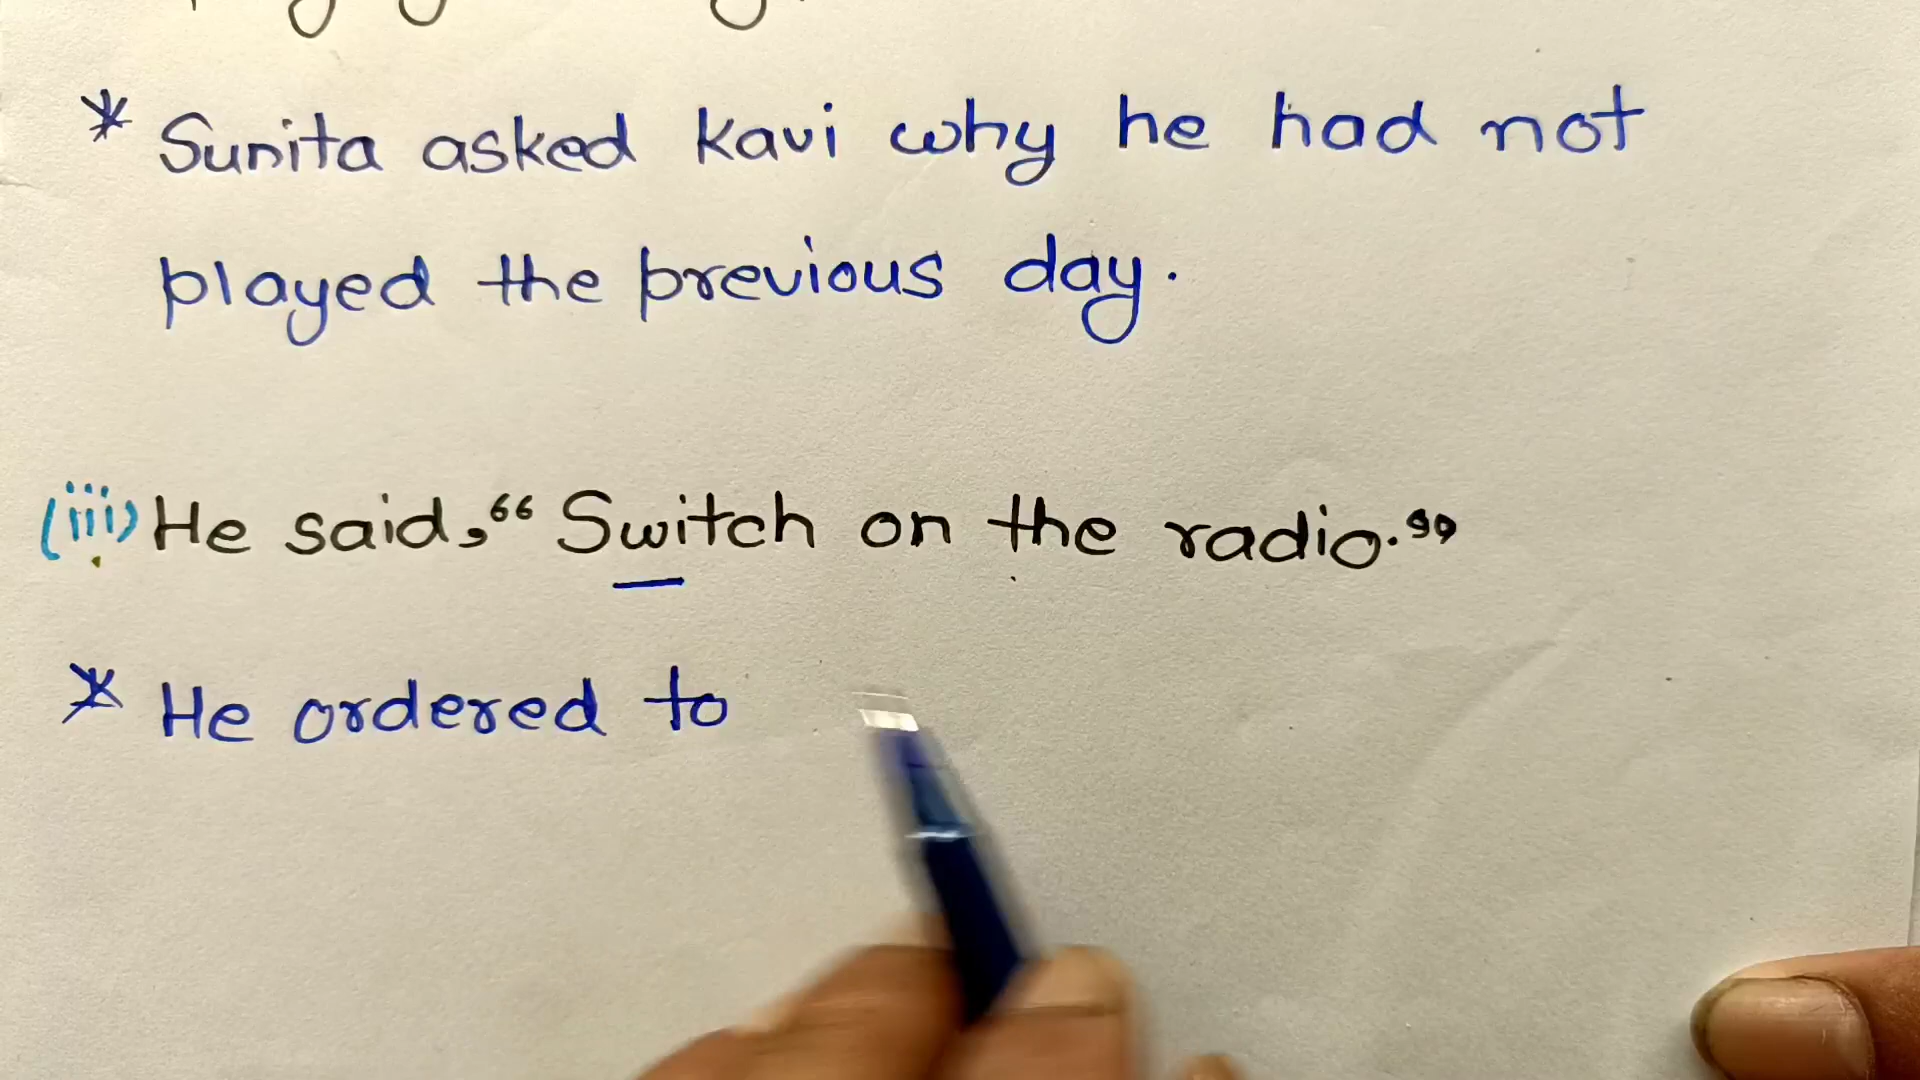 * Sunita asked kavi why he had not
played the previous day.
(iii) He said, "Switch on the radio."
* He ordered to